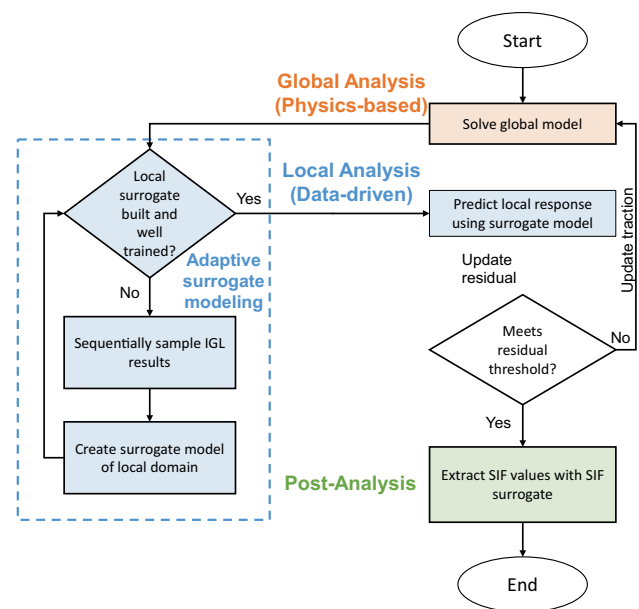 Start
Global Analysis
(Physics-based)
Solve global model
Local
surrogate
built and
well
trained?
Yes
Local Analysis
(Data-driven)
Predict local response
using surrogate model
Update traction
Adaptive
surrogate
modeling
Update
residual
No
Sequentially sample IGL
results
Meets
residual
threshold?
No
Yes
Create surrogate model
of local domain
Post-Analysis
Extract SIF values with SIF
surrogate
End